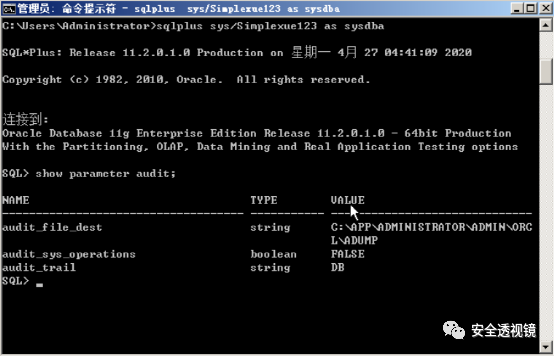 管理员: 命令提示符 - sqlplus  sys/Simplexue123 as sysdba
C:\Users\Administrator>sqlplus sys/Simplexue123 as sysdba
SQL*Plus: Release 11.2.0.1.0 Production on 星期一 4月 27 04:41:09 2020
Copyright (c) 1982, 2010, Oracle.  All rights reserved.
连接到:
Oracle Database 11g Enterprise Edition Release 11.2.0.1.0 - 64bit Production
With the Partitioning, OLAP, Data Mining and Real Application Testing options
SQL> show parameter audit;
NAME                                 TYPE        VALUE
------------------------------------ ----------- ------------------------------
audit_file_dest                      string      C:\APP\ADMINISTRATOR\ADMIN\ORC
                                                 L\ADUMP
audit_sys_operations                 boolean     FALSE
audit_trail                          string      DB
SQL> _
安全透视镜